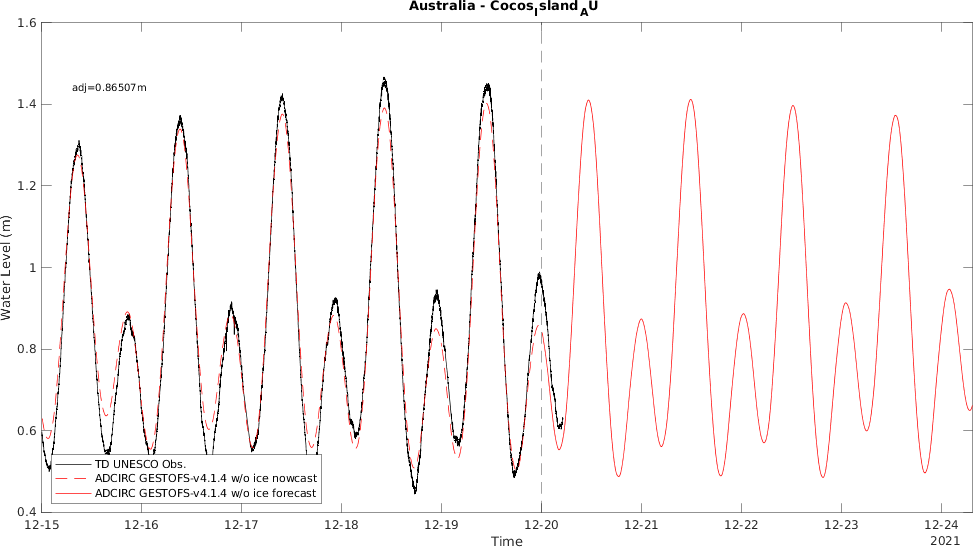 Australia - Cocos_Island_AU
1.6
adj=0.86507m
1.4
1.2
1
0.8
0.6
0.4
Water Level (m)
TD UNESCO Obs.
ADCIRC GESTOFS-v4.1.4 w/o ice nowcast
ADCIRC GESTOFS-v4.1.4 w/o ice forecast
12-15 12-16 12-17 12-18 12-19 12-20 12-21 12-22 12-23 12-24
Time
2021